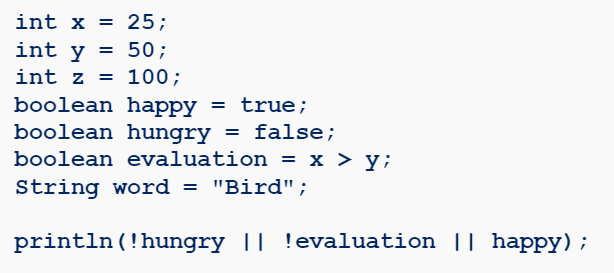 int x = 25;
int y = 50;
int z = 100;
boolean happy = true;
boolean hungry = false;
boolean evaluation = x > y;
String word = "Bird";
println(!hungry || !evaluation || happy);